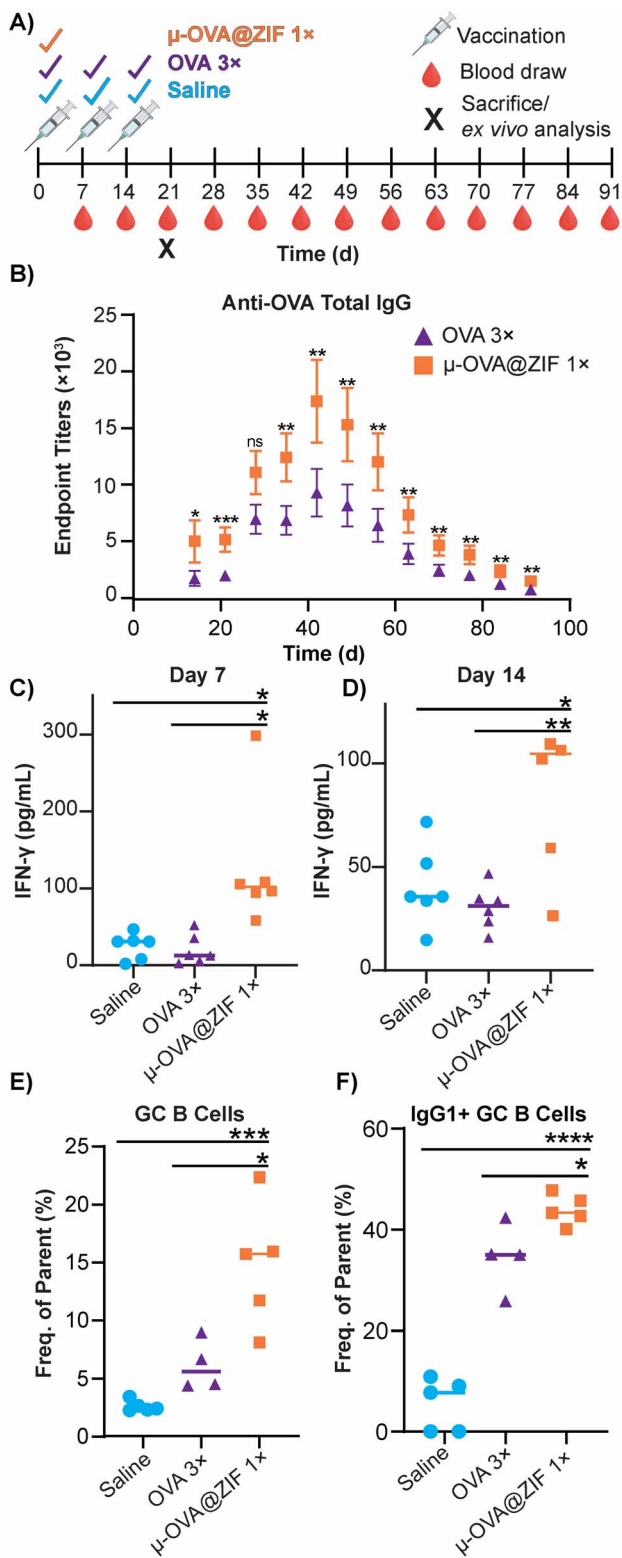 A)
µ-OVA@ZIF 1×
OVA 3×
Saline
Vaccination
Blood draw
X Sacrifice/
ex vivo analysis
0 7 14 21 28 35 42 49 56 63 70 77 84 91
X
Time (d)
B)
Anti-OVA Total IgG
OVA 3×
µ-OVA@ZIF 1×
Endpoint Titers (×10³)
25
20
15
10
5
0
* *** ns ** ** ** ** ** ** ** ** **
0 20 40 60 80 100
Time (d)
C)
Day 7
*
*
IFN-γ (pg/mL)
300
200
100
0
Saline
OVA 3×
µ-OVA@ZIF 1×
D)
Day 14
*
**
IFN-γ (pg/mL)
100
50
0
Saline
OVA 3×
µ-OVA@ZIF 1×
E)
GC B Cells
***
*
Freq. of Parent (%)
25
20
15
10
5
0
Saline
OVA 3×
µ-OVA@ZIF 1×
F)
IgG1+ GC B Cells
****
*
Freq. of Parent (%)
60
40
20
0
Saline
OVA 3×
µ-OVA@ZIF 1×